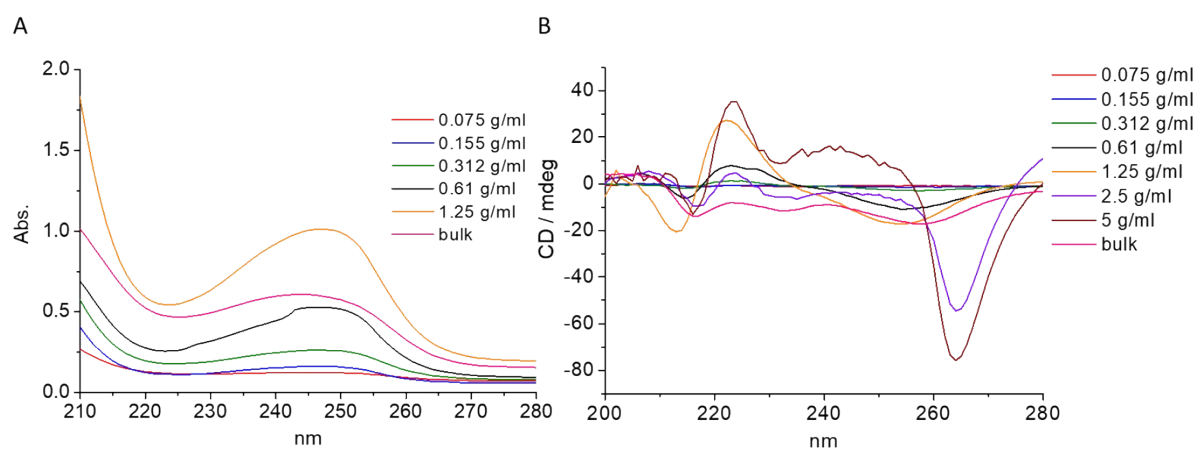 A
2.0
1.5
1.0
0.5
0.0
Abs.
210 220 230 240 250 260 270 280
nm
0.075 g/ml
0.155 g/ml
0.312 g/ml
0.61 g/ml
1.25 g/ml
bulk
B
40
20
0
-20
-40
-60
-80
CD / mdeg
200 220 240 260 280
nm
0.075 g/ml
0.155 g/ml
0.312 g/ml
0.61 g/ml
1.25 g/ml
2.5 g/ml
5 g/ml
bulk